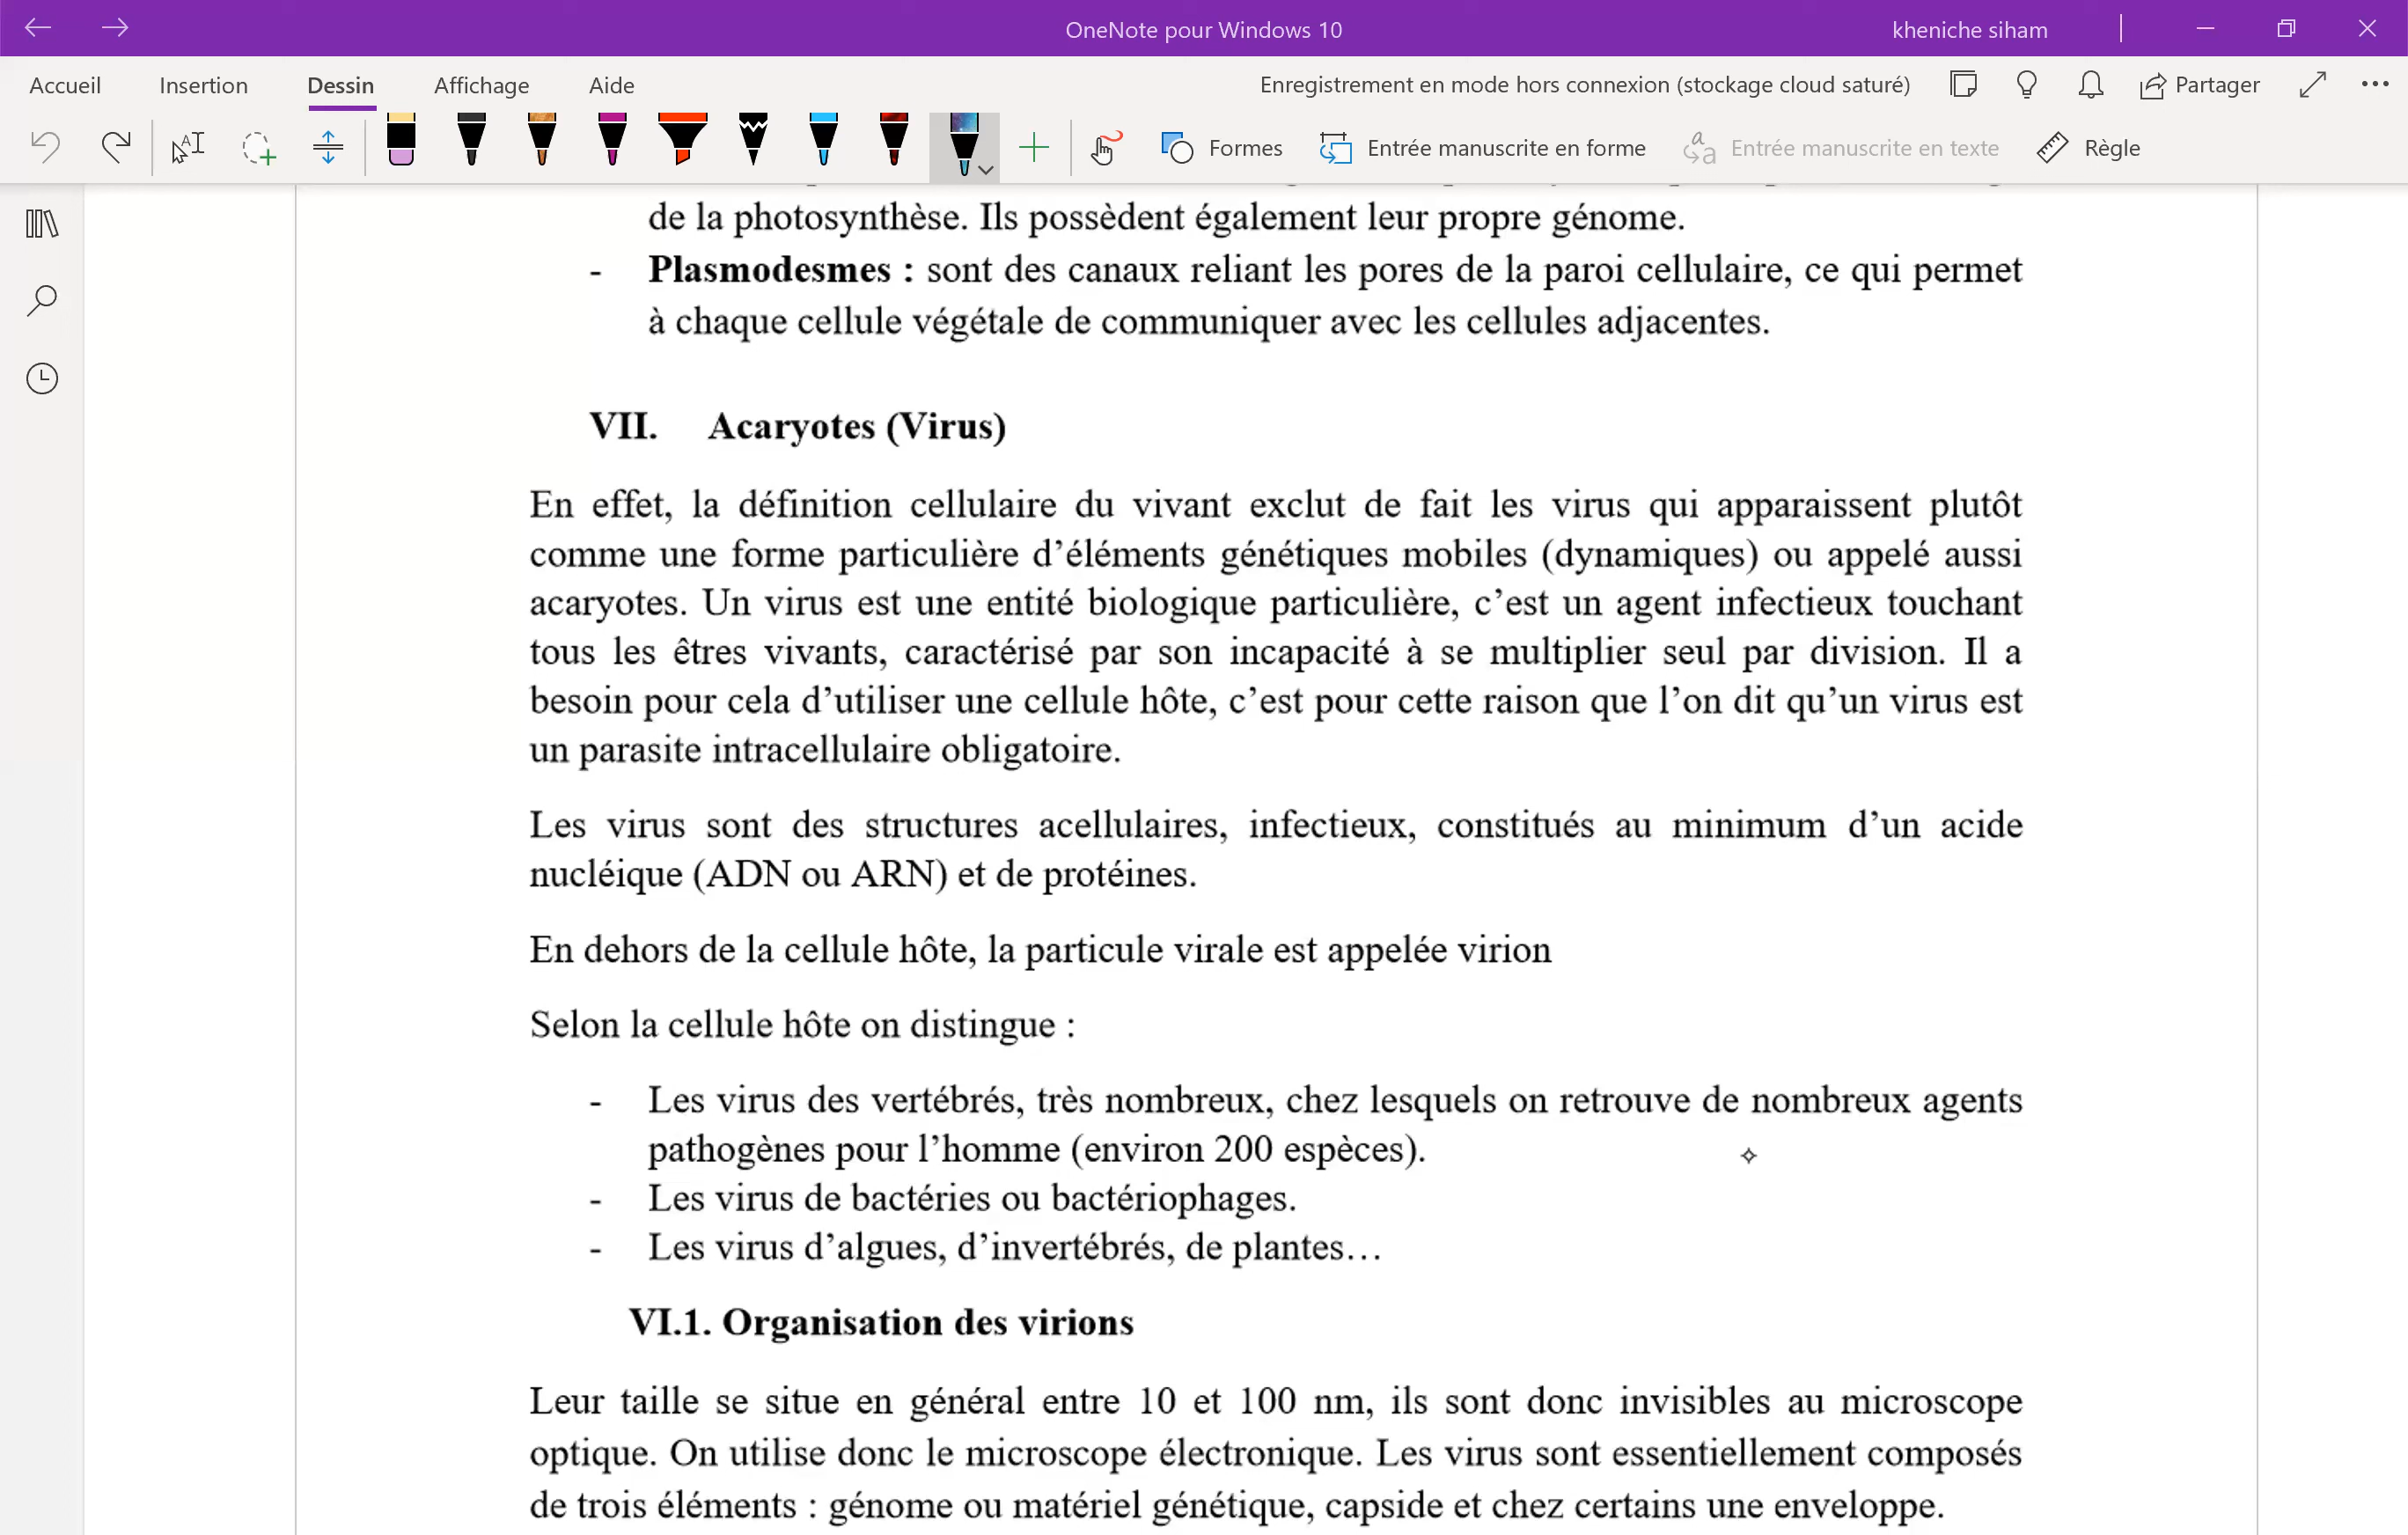 OneNote pour Windows 10
kheniche siham
Accueil Insertion Dessin Affichage Aide
Enregistrement en mode hors connexion (stockage cloud saturé) Partager
Formes Entrée manuscrite en forme Entrée manuscrite en texte Règle
de la photosynthèse. Ils possèdent également leur propre génome.
- Plasmodesmes : sont des canaux reliant les pores de la paroi cellulaire, ce qui permet
à chaque cellule végétale de communiquer avec les cellules adjacentes.
VII. Acaryotes (Virus)
En effet, la définition cellulaire du vivant exclut de fait les virus qui apparaissent plutôt
comme une forme particulière d’éléments génétiques mobiles (dynamiques) ou appelé aussi
acaryotes. Un virus est une entité biologique particulière, c’est un agent infectieux touchant
tous les êtres vivants, caractérisé par son incapacité à se multiplier seul par division. Il a
besoin pour cela d’utiliser une cellule hôte, c’est pour cette raison que l’on dit qu’un virus est
un parasite intracellulaire obligatoire.
Les virus sont des structures acellulaires, infectieux, constitués au minimum d’un acide
nucléique (ADN ou ARN) et de protéines.
En dehors de la cellule hôte, la particule virale est appelée virion
Selon la cellule hôte on distingue :
- Les virus des vertébrés, très nombreux, chez lesquels on retrouve de nombreux agents
pathogènes pour l’homme (environ 200 espèces).
- Les virus de bactéries ou bactériophages.
- Les virus d’algues, d’invertébrés, de plantes…
VI.1. Organisation des virions
Leur taille se situe en général entre 10 et 100 nm, ils sont donc invisibles au microscope
optique. On utilise donc le microscope électronique. Les virus sont essentiellement composés
de trois éléments : génome ou matériel génétique, capside et chez certains une enveloppe.